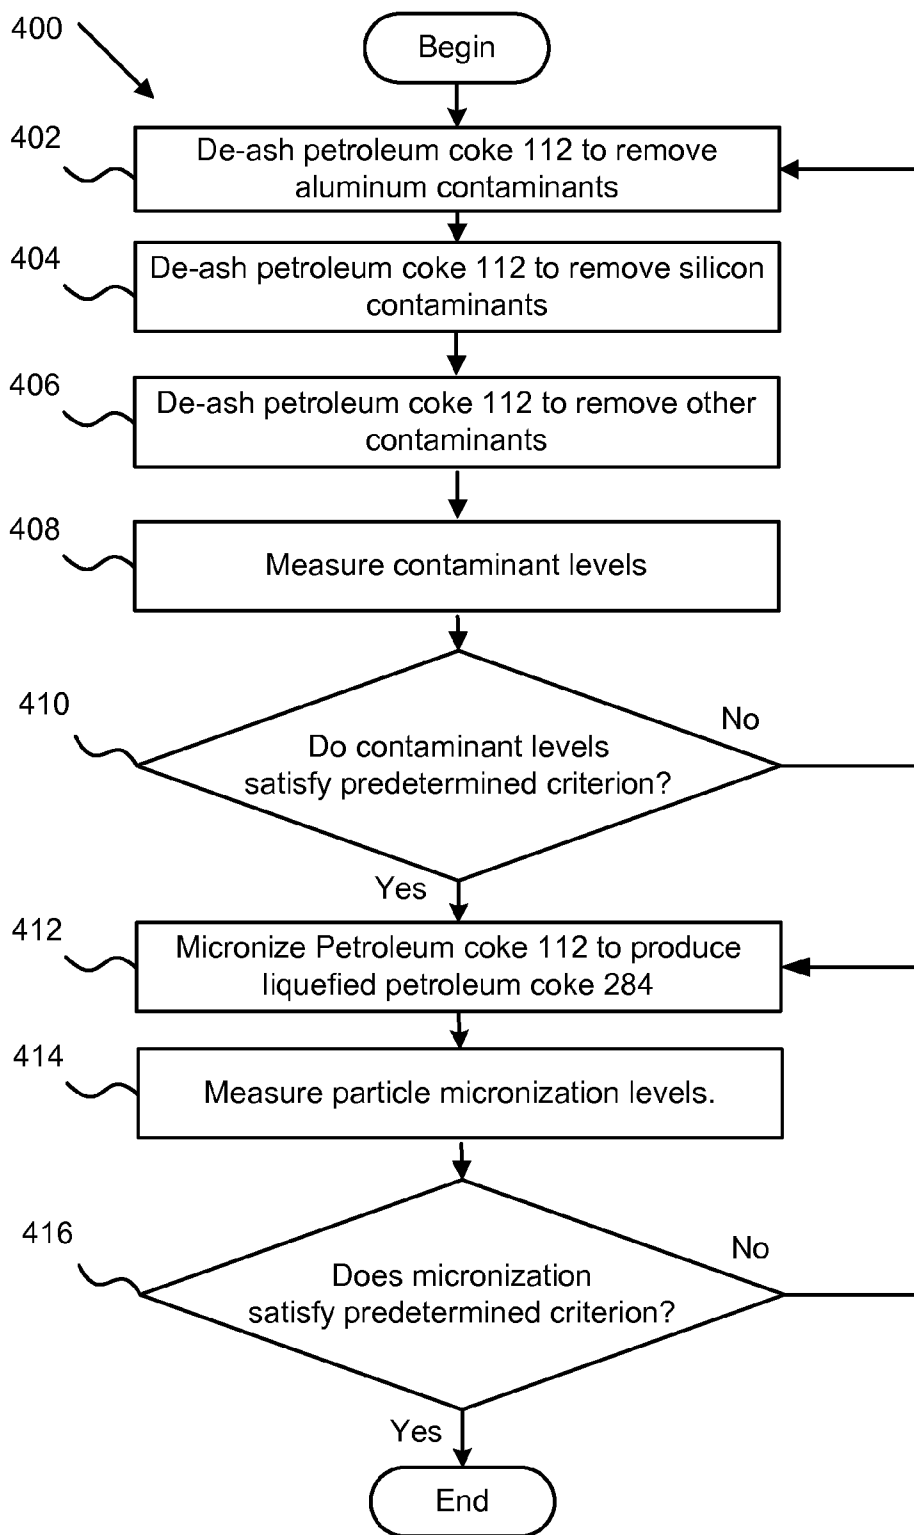 400
Begin
402
De-ash petroleum coke 112 to remove
aluminum contaminants
404
De-ash petroleum coke 112 to remove silicon
contaminants
406
De-ash petroleum coke 112 to remove other
contaminants
408
Measure contaminant levels
410
Do contaminant levels
satisfy predetermined criterion?
No
Yes
412
Micronize Petroleum coke 112 to produce
liquefied petroleum coke 284
414
Measure particle micronization levels.
416
Does micronization
satisfy predetermined criterion?
No
Yes
End